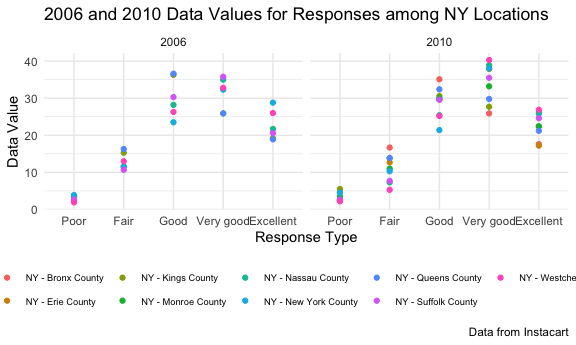 2006 and 2010 Data Values for Responses among NY Locations
2006
2010
Data Value
40
30
20
10
0
Poor Fair Good Very good Excellent
Poor Fair Good Very good Excellent
Response Type
NY - Bronx County NY - Kings County NY - Nassau County NY - Queens County NY - Westche
NY - Erie County NY - Monroe County NY - New York County NY - Suffolk County
Data from Instacart